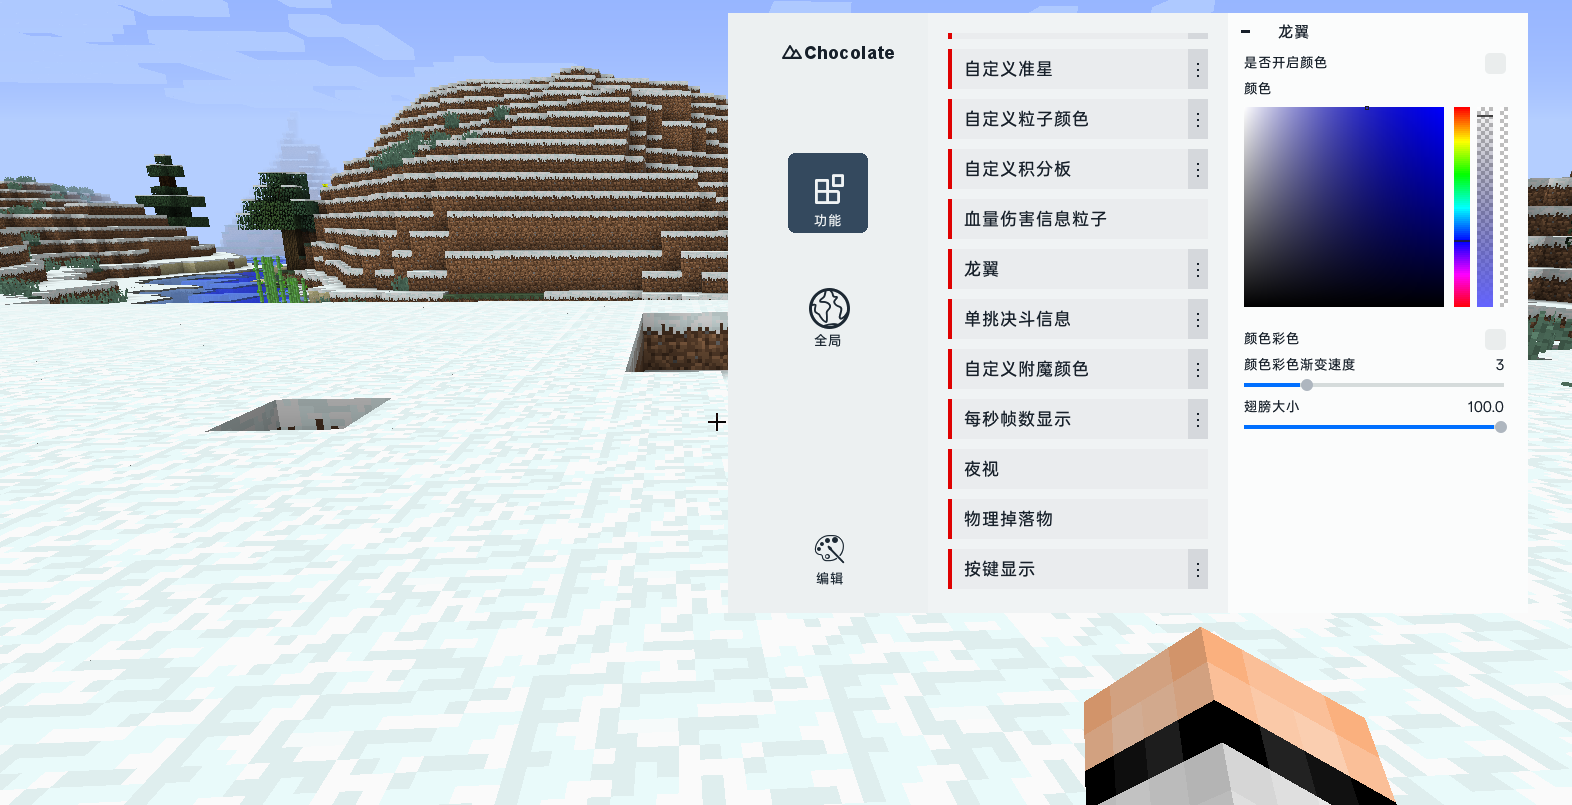 Chocolate
功能
全局
编辑
自定义准星
自定义粒子颜色
自定义积分板
血量伤害信息粒子
龙翼
单挑决斗信息
自定义附魔颜色
每秒帧数显示
夜视
物理掉落物
按键显示
龙翼
是否开启颜色
颜色
颜色彩色
颜色彩色渐变速度 3
翅膀大小 100.0